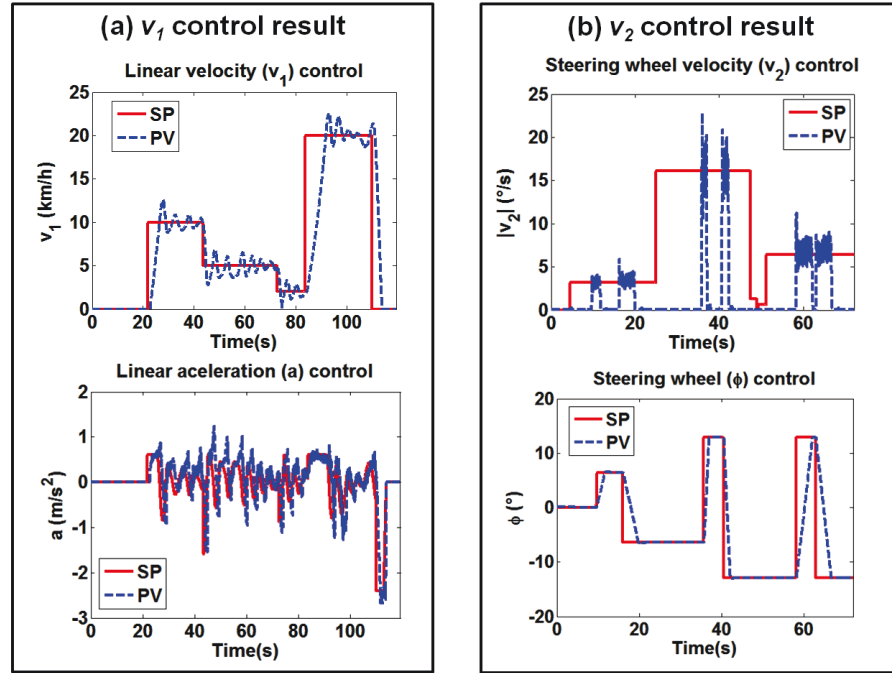 (a) v₁ control result
Linear velocity (v₁) control
25
20
15
10
5
0
v₁ (km/h)
SP
PV
0 20 40 60 80 100
Time(s)
Linear aceleration (a) control
2
1
0
-1
-2
-3
a (m/s²)
SP
PV
0 20 40 60 80 100
Time(s)
(b) v₂ control result
Steering wheel velocity (v₂) control
25
20
15
10
5
0
|v₂| (°/s)
SP
PV
0 20 40 60
Time(s)
Steering wheel (ϕ) control
20
10
0
-10
-20
ϕ (°)
SP
PV
0 20 40 60
Time(s)